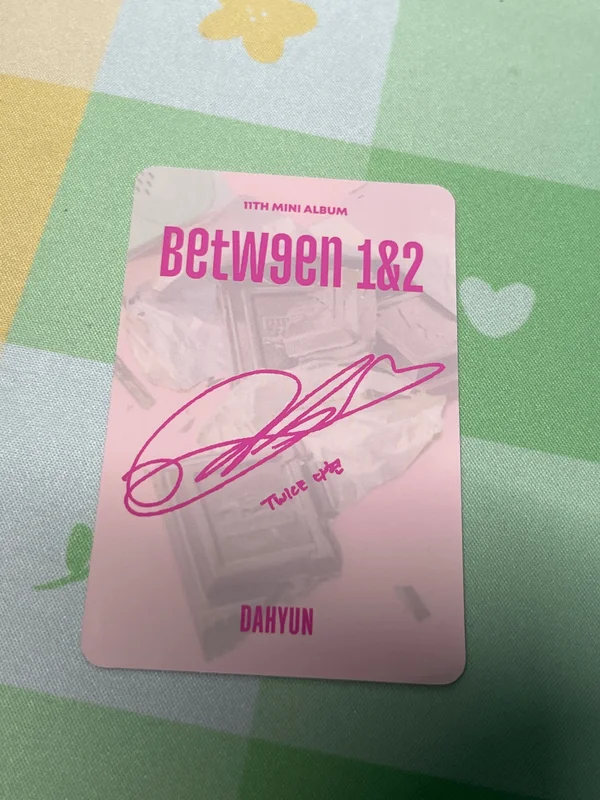 11TH MINI ALBUM
Betw9en 1&2
TWICE 다현
DAHYUN